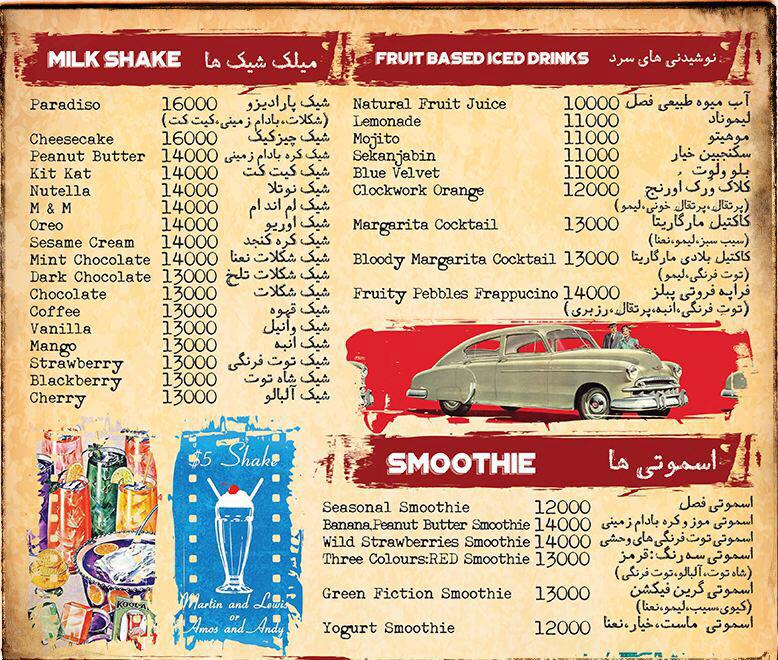 MILK SHAKE میلک شیک ها
Paradiso 16000 شیک پارادیزو
(شکلات،بادام زمینی،کیت کت)
Cheesecake 16000 شیک چیزکیک
Peanut Butter 14000 شیک کره بادام زمینی
Kit Kat 14000 شیک کیت کت
Nutella 14000 شیک نوتلا
M & M 14000 شیک ام اند ام
Oreo 14000 شیک اوریو
Sesame Cream 14000 شیک کره کنجد
Mint Chocolate 14000 شیک شکلات نعنا
Dark Chocolate 13000 شیک شکلات تلخ
Chocolate 13000 شیک شکلات
Coffee 13000 شیک قهوه
Vanilla 13000 شیک وانیل
Mango 13000 شیک انبه
Strawberry 13000 شیک توت فرنگی
Blackberry 13000 شیک شاه توت
Cherry 13000 شیک آلبالو
$5 Shake
Martin and Lewis
or
Amos and Andy
FRUIT BASED ICED DRINKS نوشیدنی های سرد
Natural Fruit Juice 10000 آب میوه طبیعی فصل
Lemonade 11000 لیموناد
Mojito 11000 موهیتو
Sekanjabin 11000 سکنجبین خیار
Blue Velvet 11000 بلو ولوت
Clockwork Orange 12000 کلاک ورک اورنج
(پرتقال،پرتقال خونی،لیمو)
Margarita Cocktail 13000 کاکتیل مارگاریتا
(سیب سبز،لیمو،نعنا)
Bloody Margarita Cocktail 13000 کاکتیل بلادی مارگاریتا
(توت فرنگی،لیمو)
Fruity Pebbles Frappucino 14000 فراپه فروتی پبلز
(توت فرنگی،انبه،پرتقال،رزبری)
SMOOTHIE اسموتی ها
Seasonal Smoothie 12000 اسموتی فصل
Banana,Peanut Butter Smoothie 14000 اسموتی موز و کره بادام زمینی
Wild Strawberries Smoothie 14000 اسموتی توت فرنگی های وحشی
Three Colours:RED Smoothie 13000 اسموتی سه رنگ:قرمز
(شاه توت،آلبالو،توت فرنگی)
Green Fiction Smoothie 13000 اسموتی گرین فیکشن
(کیوی،سیب،لیمو،نعنا)
Yogurt Smoothie 12000 اسموتی ماست،خیار،نعنا